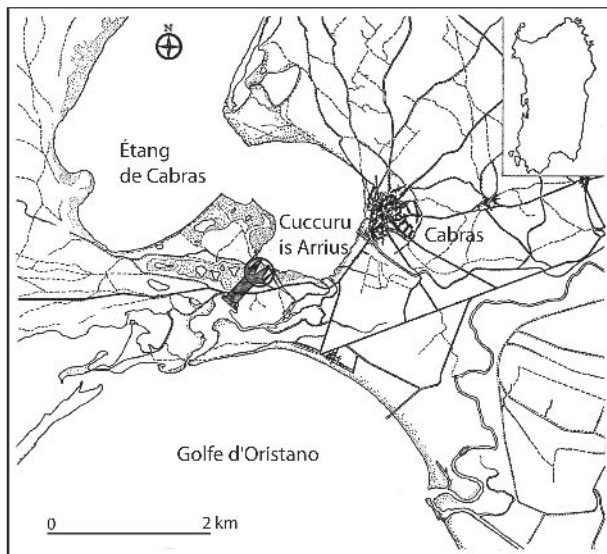 N
Étang
de Cabras
Cuccuru
is Arrius
Cabras
Golfe d'Oristano
0 2 km